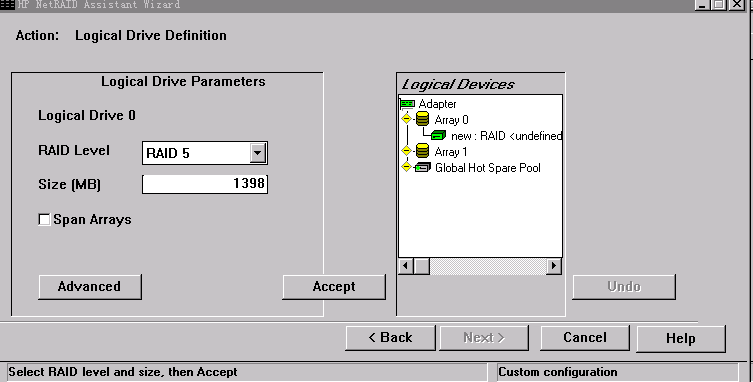 HP NetRAID Assistant Wizard
Action: Logical Drive Definition
Logical Drive Parameters
Logical Drive 0
RAID Level RAID 5
Size (MB) 1398
Span Arrays
Advanced Accept
Logical Devices
Adapter
Array 0
new : RAID <undefined
Array 1
Global Hot Spare Pool
Undo
< Back Next > Cancel Help
Select RAID level and size, then Accept Custom configuration